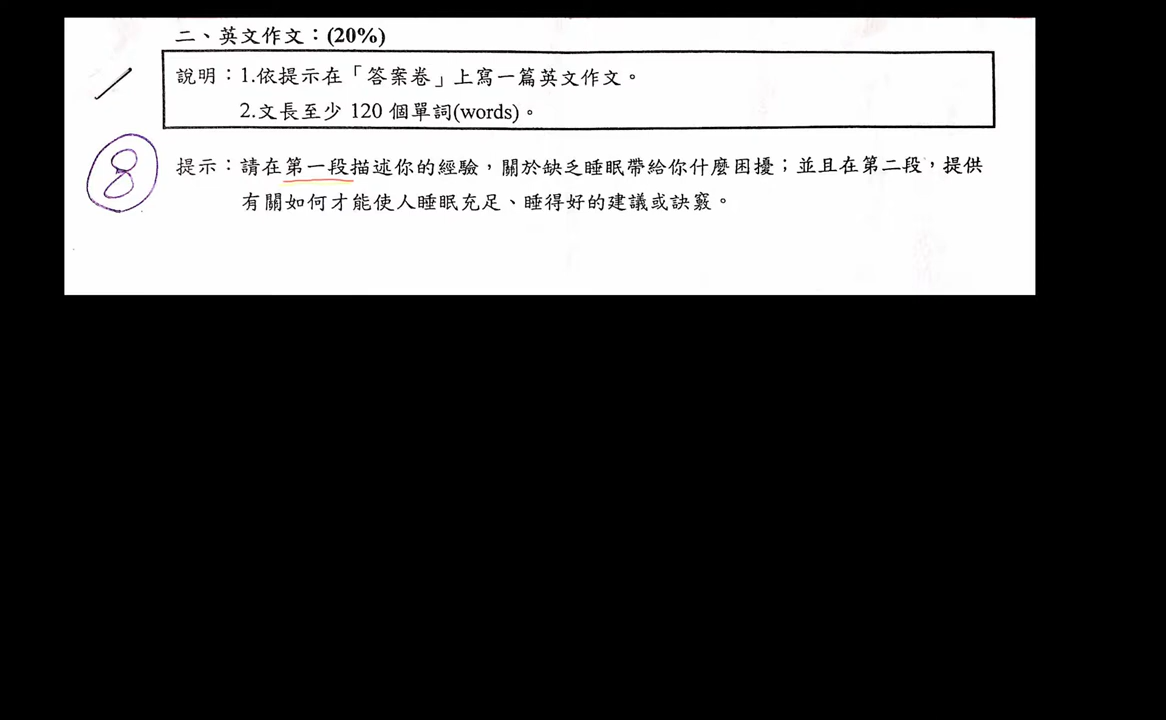 二、英文作文：(20%)
說明：1.依提示在「答案卷」上寫一篇英文作文。
2.文長至少 120 個單詞(words)。
8
提示：請在第一段描述你的經驗，關於缺乏睡眠帶給你什麼困擾；並且在第二段，提供
有關如何才能使人睡眠充足、睡得好的建議或訣竅。